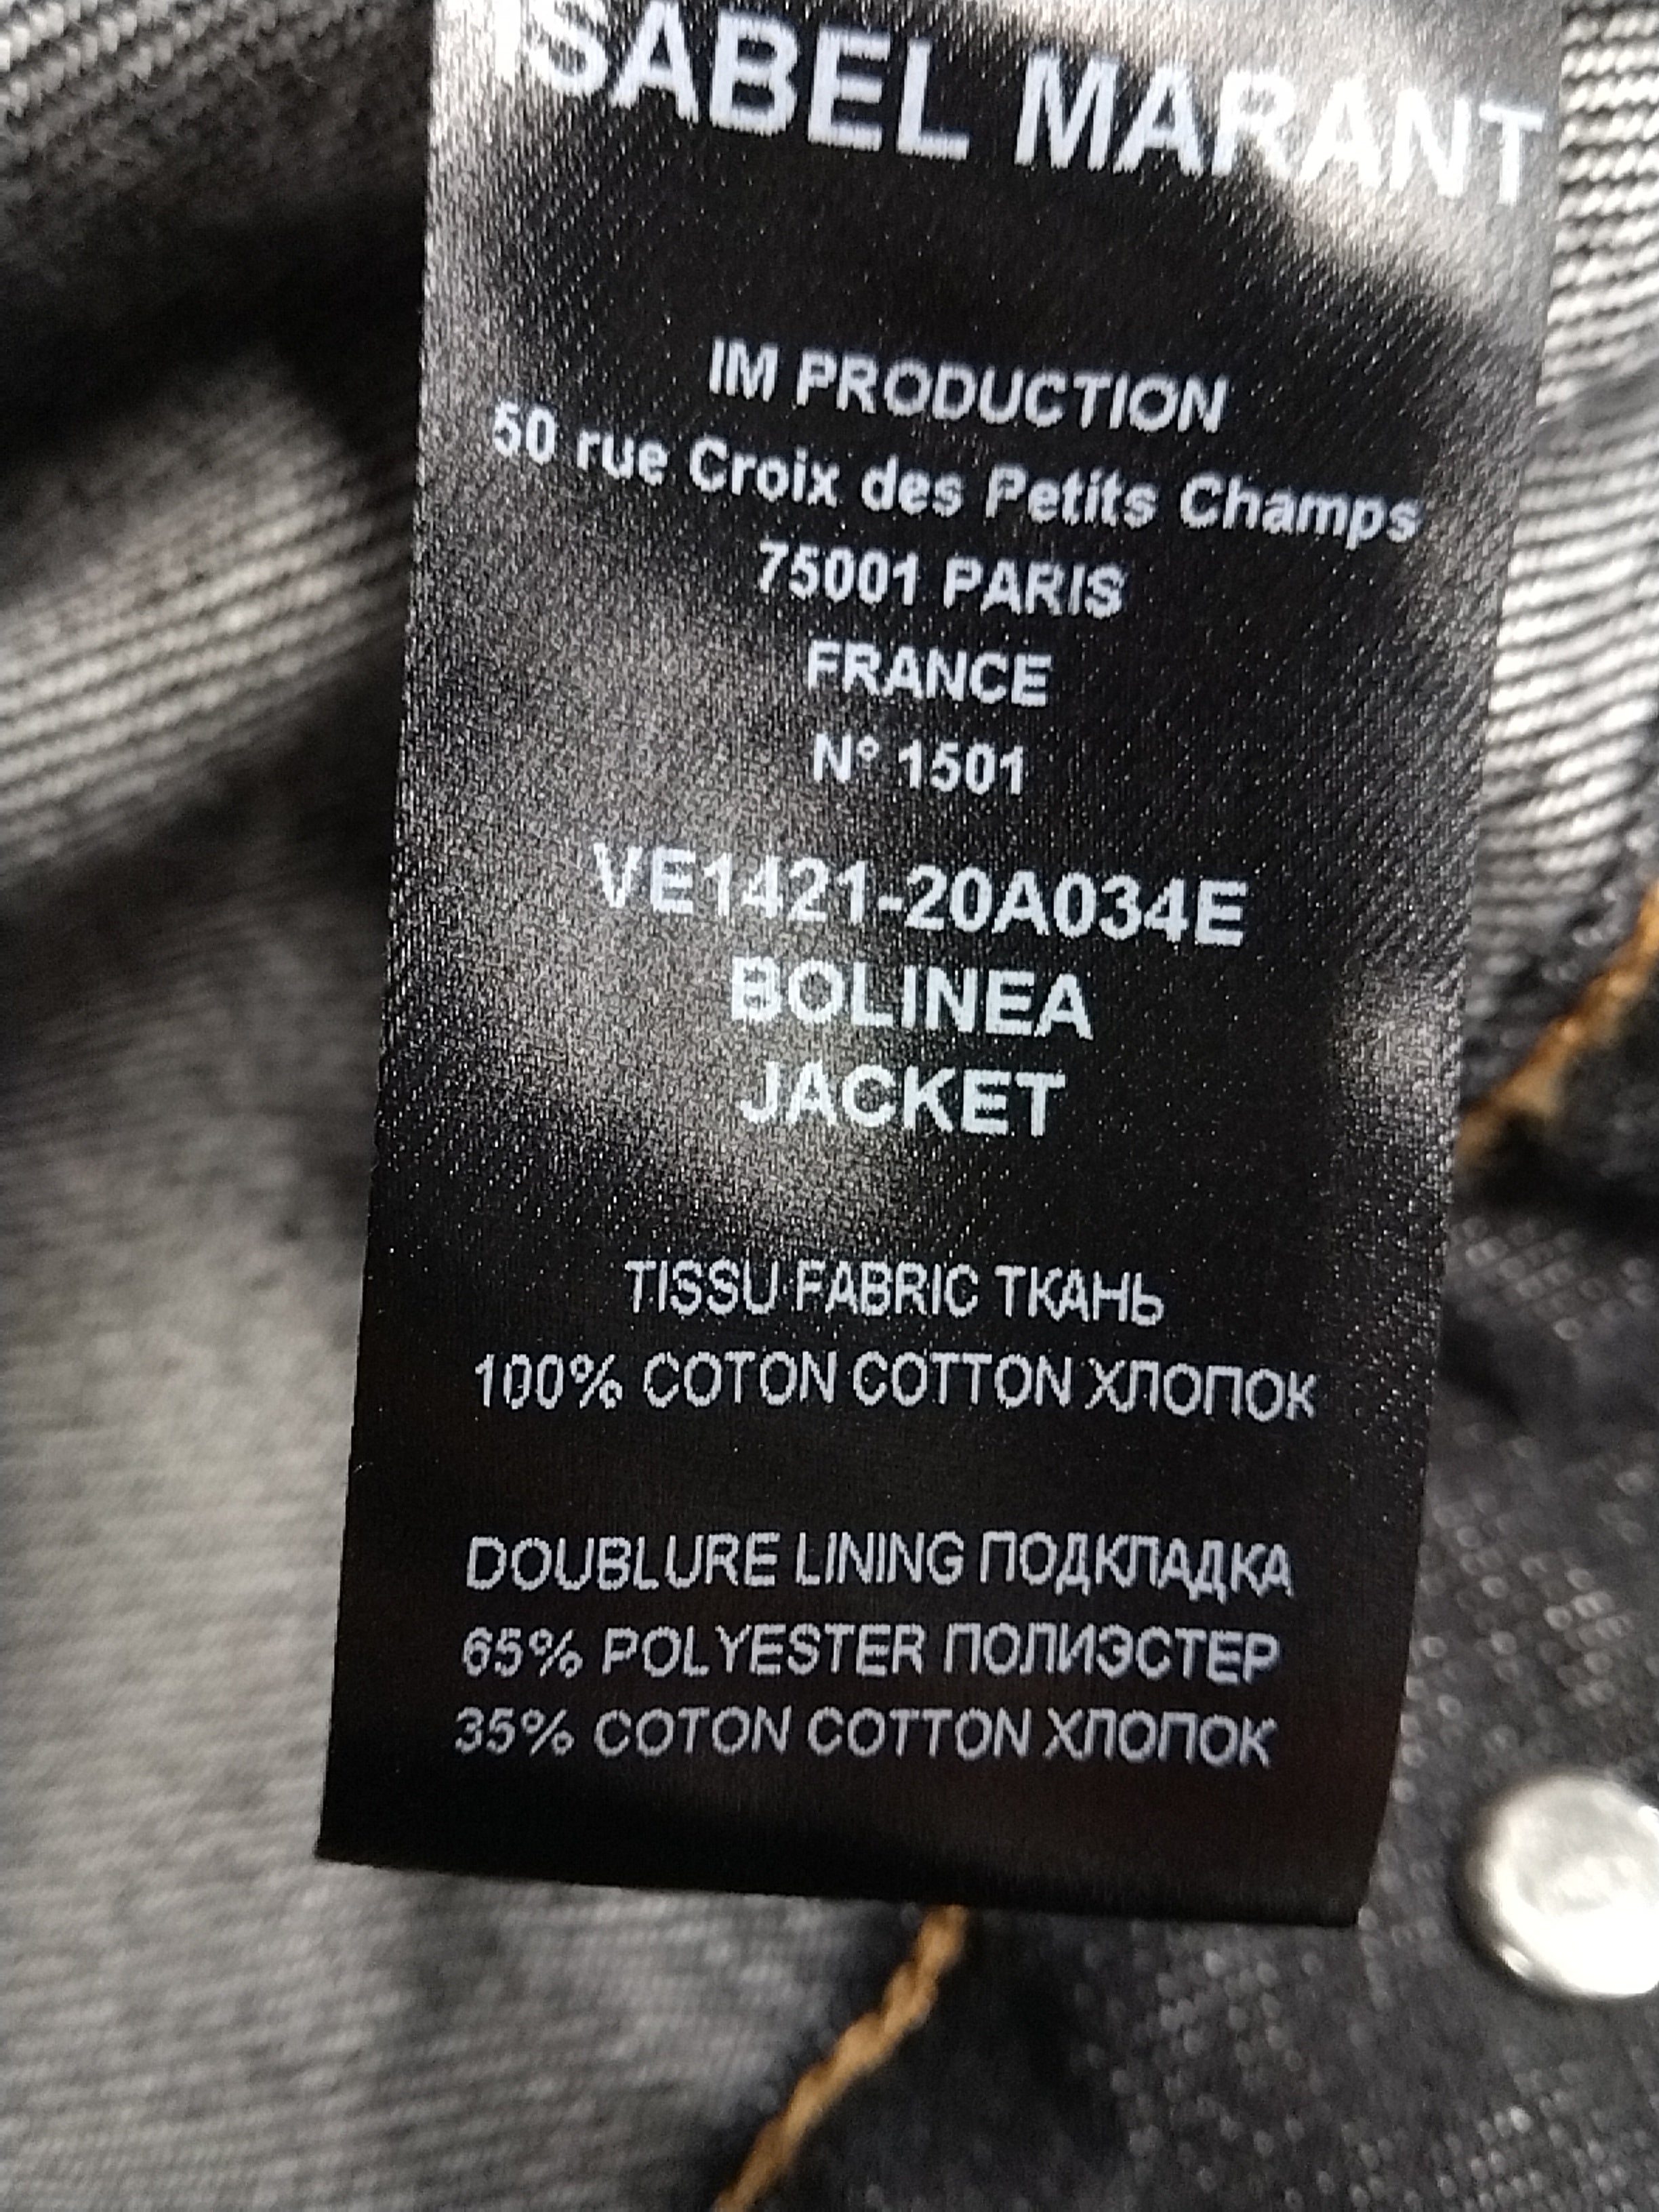 ISABEL MARANT
IM PRODUCTION
50 rue Croix des Petits Champs
75001 PARIS
FRANCE
N° 1501
VE1421-20A034E
BOLINEA
JACKET
TISSU FABRIC ТКАНЬ
100% COTON COTTON ХЛОПОК
DOUBLURE LINING ПОДКЛАДКА
65% POLYESTER ПОЛИЭСТЕР
35% COTON COTTON ХЛОПОК